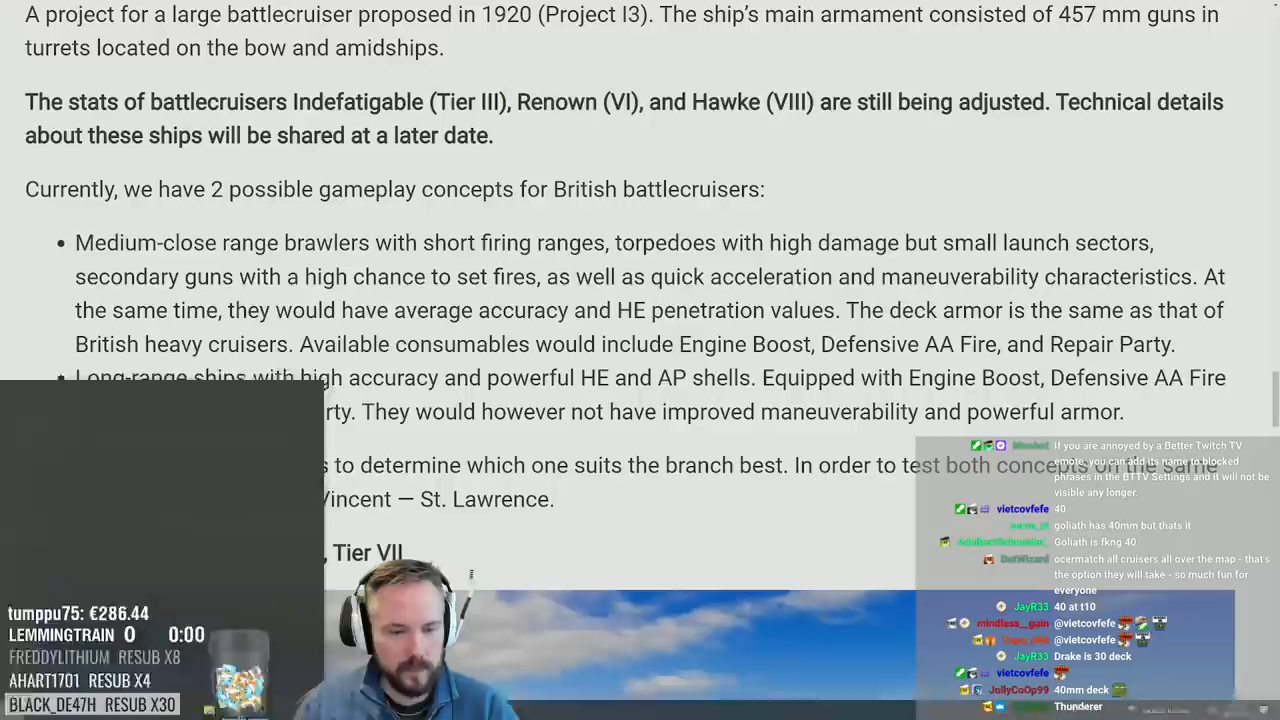 A project for a large battlecruiser proposed in 1920 (Project I3). The ship's main armament consisted of 457 mm guns in
turrets located on the bow and amidships.
The stats of battlecruisers Indefatigable (Tier III), Renown (VI), and Hawke (VIII) are still being adjusted. Technical details
about these ships will be shared at a later date.
Currently, we have 2 possible gameplay concepts for British battlecruisers:
• Medium-close range brawlers with short firing ranges, torpedoes with high damage but small launch sectors,
secondary guns with a high chance to set fires, as well as quick acceleration and maneuverability characteristics. At
the same time, they would have average accuracy and HE penetration values. The deck armor is the same as that of
British heavy cruisers. Available consumables would include Engine Boost, Defensive AA Fire, and Repair Party.
• Long-range ships with high accuracy and powerful HE and AP shells. Equipped with Engine Boost, Defensive AA Fire
rty. They would however not have improved maneuverability and powerful armor.
s to determine which one suits the branch best. In order to test both concepts on the same
Vincent — St. Lawrence.
, Tier VII
tumppu75: €286.44
LEMMINGTRAIN 0 0:00
FREDDYLITHIUM RESUB X8
AHART1701 RESUB X4
BLACK_DE47H RESUB X30
If you are annoyed by a Better Twitch TV
emote, you can add its name to blocked
phrases in the BTTV Settings and it will not be
visible any longer.
vietcovfefe 40
goliath has 40mm but thats it
Goliath is fkng 40
ButWizard ocermatch all cruisers all over the map - that's
the option they will take - so much fun for
everyone
JayR33 40 at t10
mindless__gain @vietcovfefe
@vietcovfefe
JayR33 Drake is 30 deck
vietcovfefe
JollyCoOp99 40mm deck
Thunderer